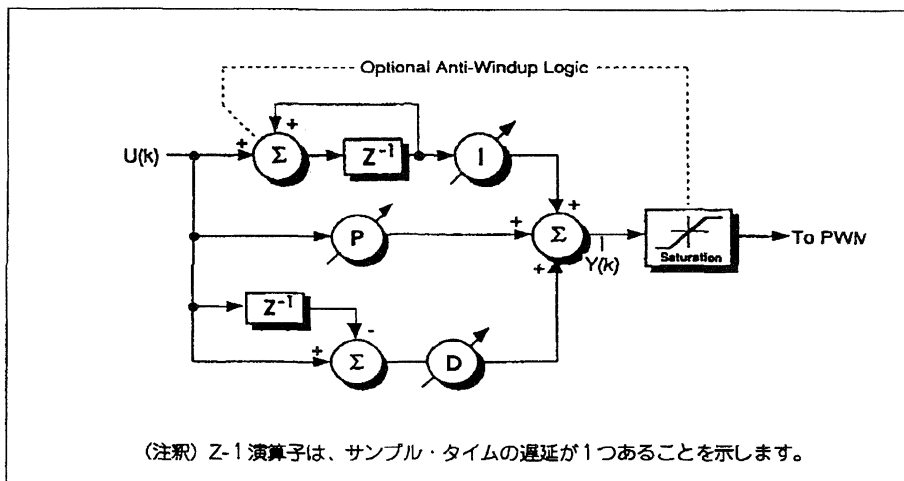 Optional Anti-Windup Logic
+
+
U(k)
Σ
Z-1
I
+
P
+
Σ
Y(k)
Saturation
To PWM
+
Z-1
-
+
Σ
D
(注釈) Z-1演算子は、サンプル・タイムの遅延が1つあることを示します。